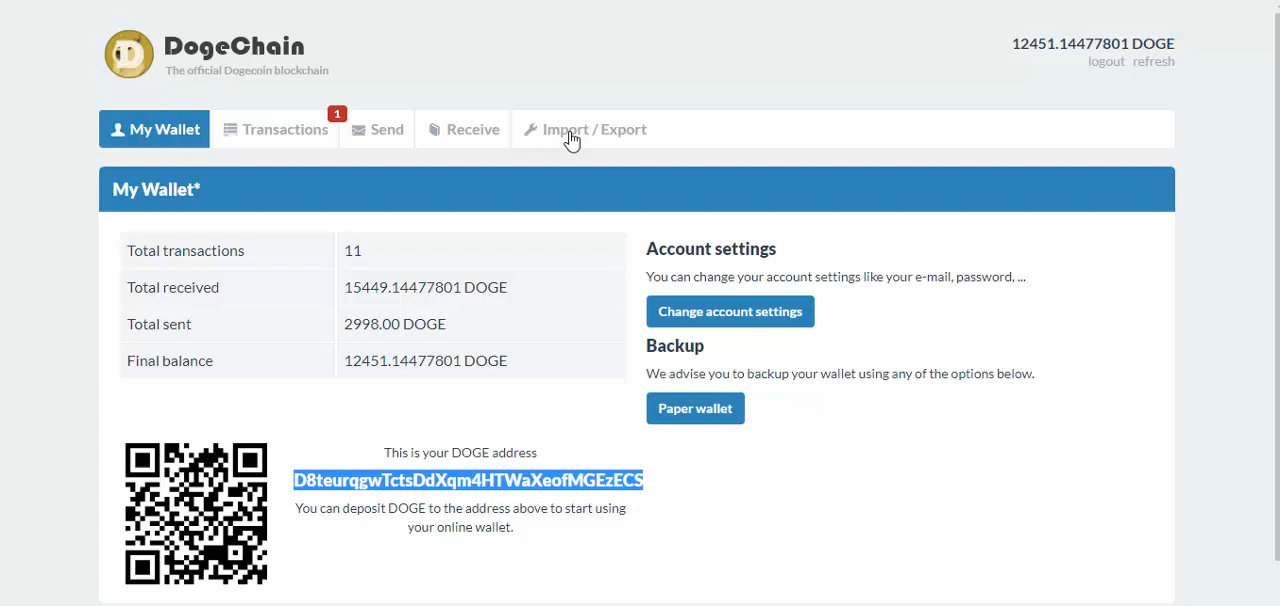 DogeChain
The official Dogecoin blockchain
12451.14477801 DOGE
logout refresh
My Wallet Transactions 1 Send Receive Import / Export
My Wallet*
Total transactions 11
Total received 15449.14477801 DOGE
Total sent 2998.00 DOGE
Final balance 12451.14477801 DOGE
Account settings
You can change your account settings like your e-mail, password, ...
Change account settings
Backup
We advise you to backup your wallet using any of the options below.
Paper wallet
This is your DOGE address
D8teurqgwTctsDdXqm4HTWaXeofMGEzECS
You can deposit DOGE to the address above to start using
your online wallet.